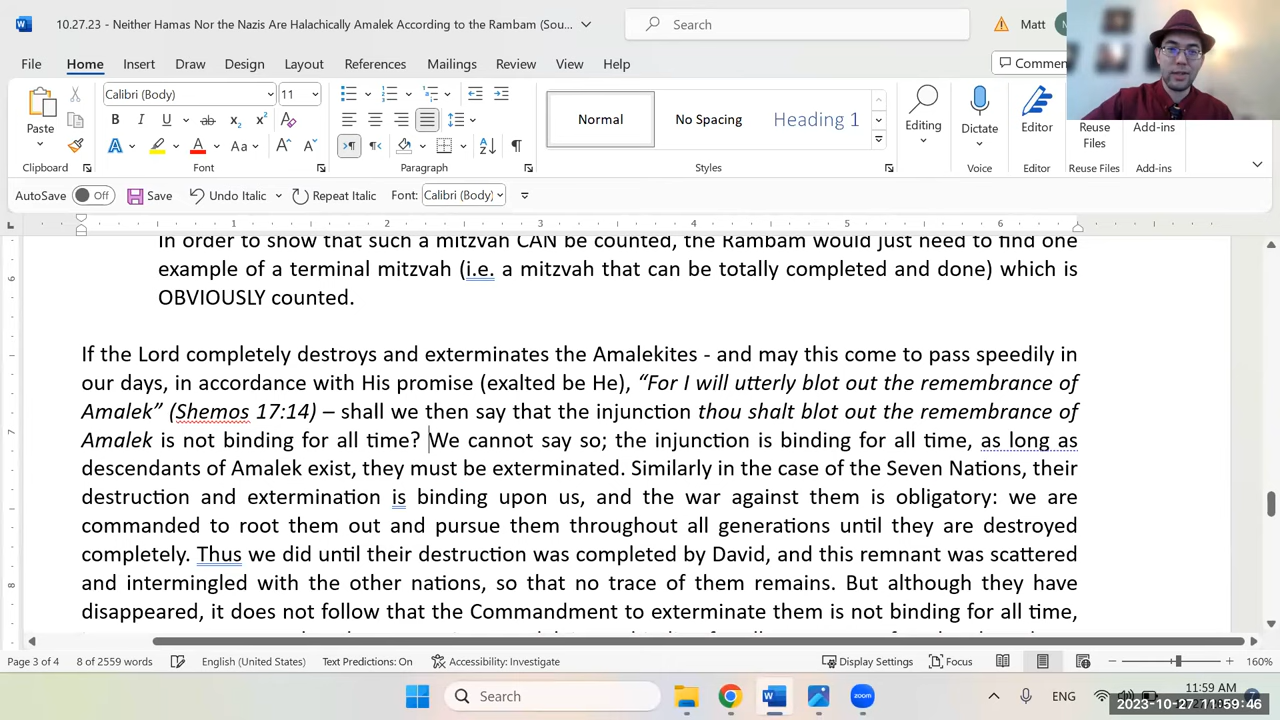 10.27.23 - Neither Hamas Nor the Nazis Are Halachically Amalek According to the Rambam (Sou...
Search
Matt
File Home Insert Draw Design Layout References Mailings Review View Help
Paste
Calibri (Body) 11
Normal
No Spacing
Heading 1
Editing
Dictate
Editor
Reuse Files
Add-ins
Clipboard Font Paragraph Styles Voice Editor Reuse Files Add-ins
AutoSave Off Save Undo Italic Repeat Italic Font: Calibri (Body)
1 2 3 4 5 6
In order to show that such a mitzvah CAN be counted, the Rambam would just need to find one
example of a terminal mitzvah (i.e. a mitzvah that can be totally completed and done) which is
OBVIOUSLY counted.
If the Lord completely destroys and exterminates the Amalekites - and may this come to pass speedily in
our days, in accordance with His promise (exalted be He), “For I will utterly blot out the remembrance of
Amalek” (Shemos 17:14) – shall we then say that the injunction thou shalt blot out the remembrance of
Amalek is not binding for all time? We cannot say so; the injunction is binding for all time, as long as
descendants of Amalek exist, they must be exterminated. Similarly in the case of the Seven Nations, their
destruction and extermination is binding upon us, and the war against them is obligatory: we are
commanded to root them out and pursue them throughout all generations until they are destroyed
completely. Thus we did until their destruction was completed by David, and this remnant was scattered
and intermingled with the other nations, so that no trace of them remains. But although they have
disappeared, it does not follow that the Commandment to exterminate them is not binding for all time,
Page 3 of 4 8 of 2559 words English (United States) Text Predictions: On Accessibility: Investigate Display Settings Focus 160%
Search
zoom
ENG
11:59 AM
2023-10-27 11:59:46